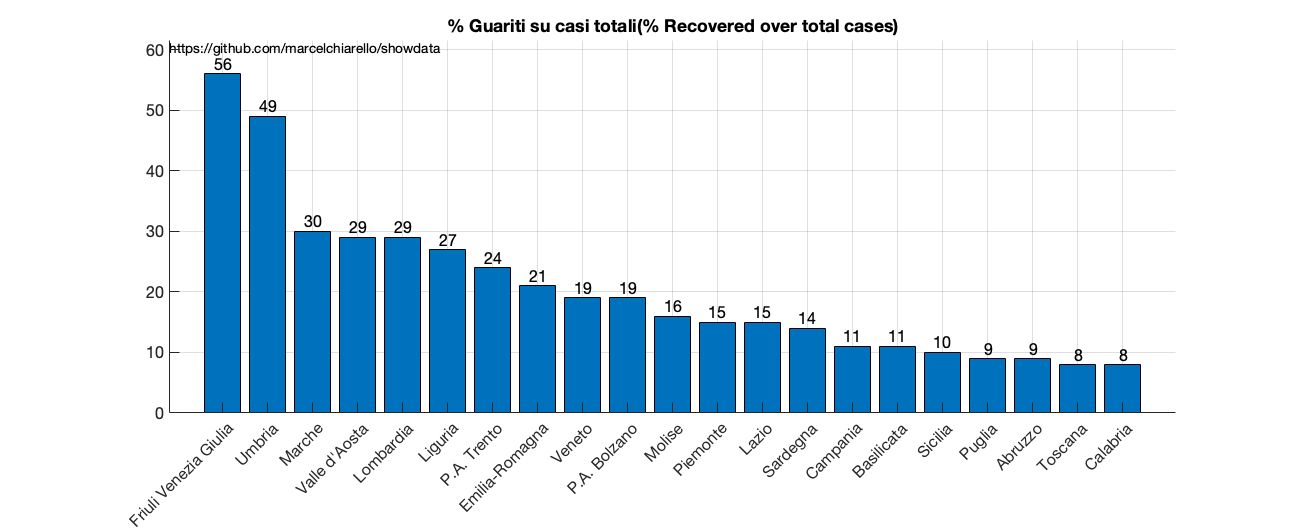 % Guariti su casi totali(% Recovered over total cases)
https://github.com/marcelchiarello/showdata
60
50
40
30
20
10
0
56
49
30
29
29
27
24
21
19
19
16
15
15
14
11
11
10
9
9
8
8
Friuli Venezia Giulia
Umbria
Marche
Valle d'Aosta
Lombardia
Liguria
P.A. Trento
Emilia-Romagna
Veneto
P.A. Bolzano
Molise
Piemonte
Lazio
Sardegna
Campania
Basilicata
Sicilia
Puglia
Abruzzo
Toscana
Calabria